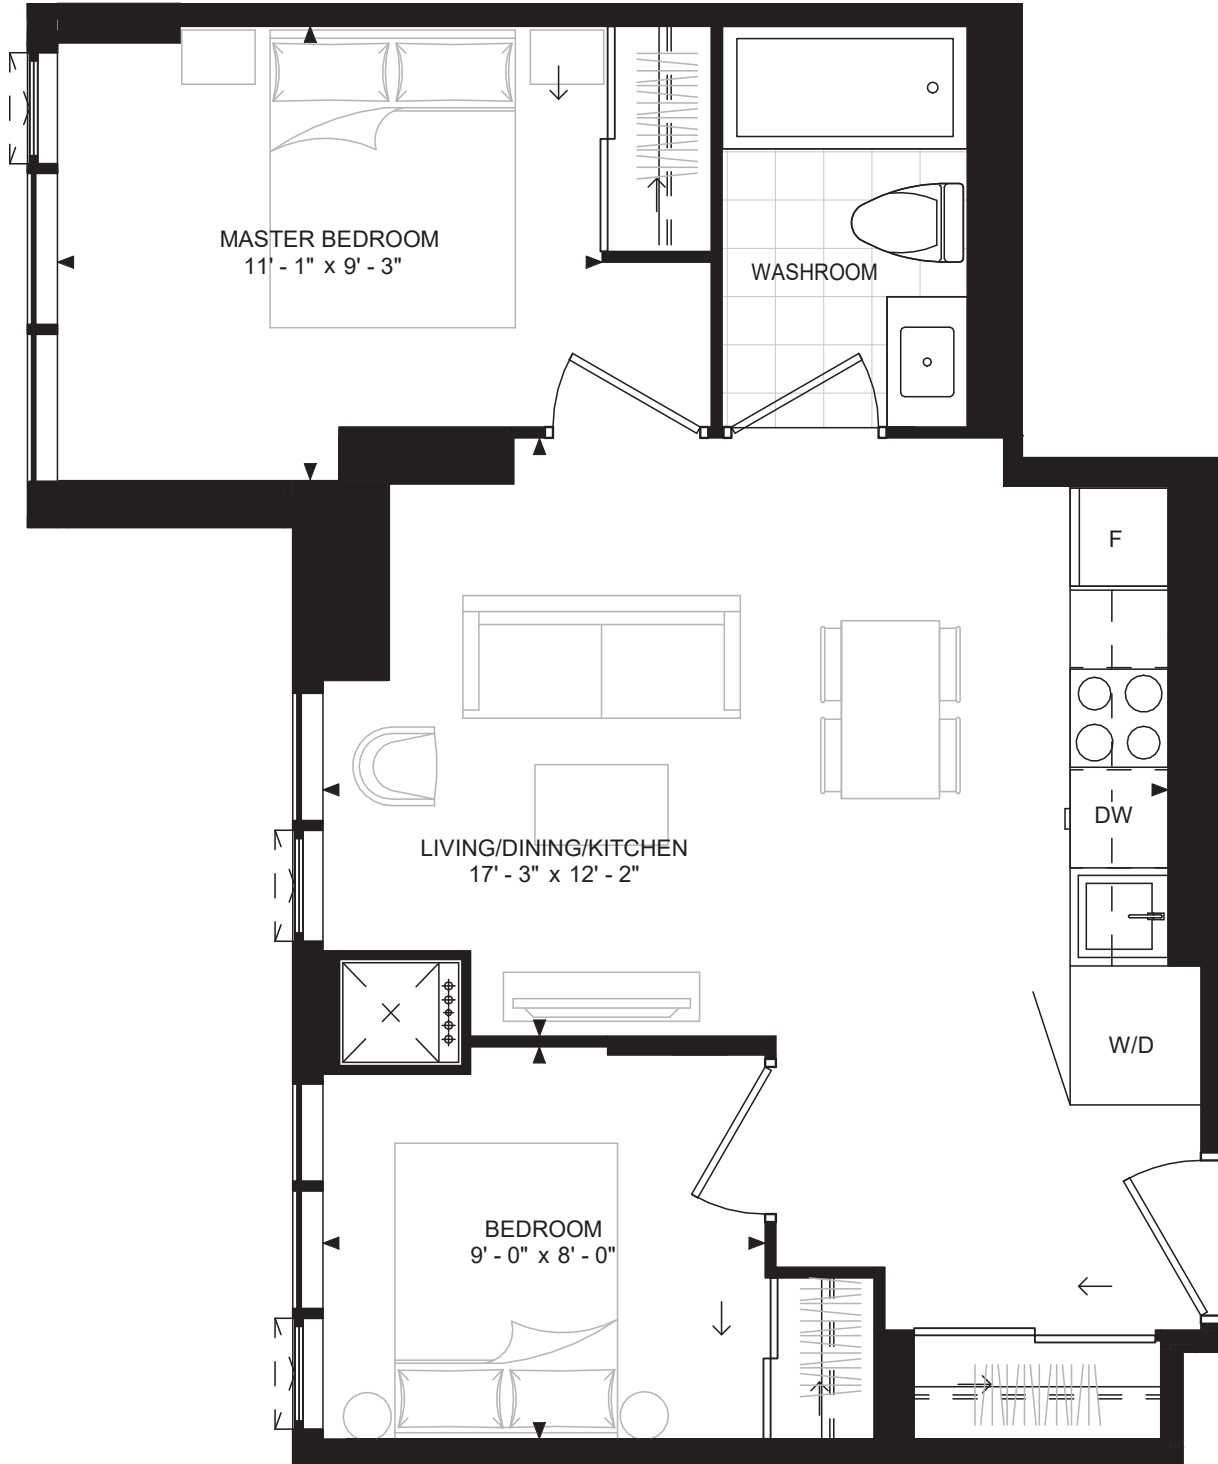 MASTER BEDROOM
11' - 1" x 9' - 3"
WASHROOM
F
DW
LIVING/DINING/KITCHEN
17' - 3" x 12' - 2"
W/D
BEDROOM
9' - 0" x 8' - 0"